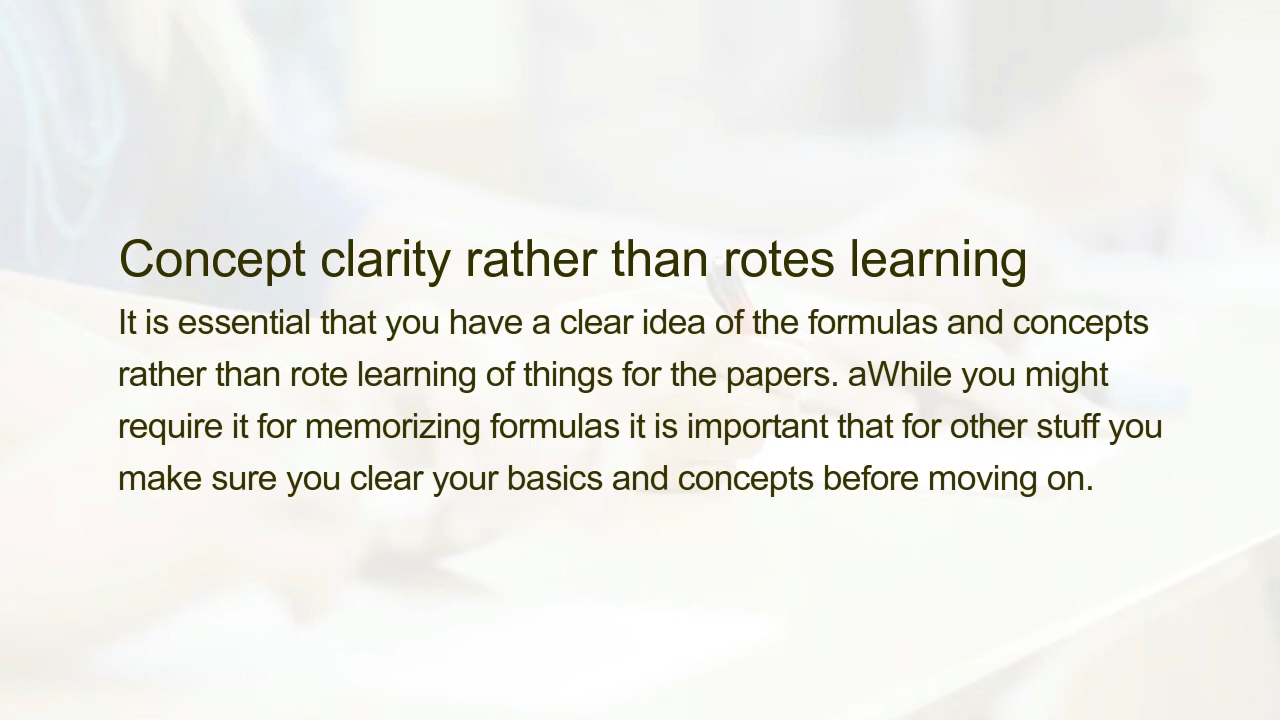 Concept clarity rather than rotes learning
It is essential that you have a clear idea of the formulas and concepts
rather than rote learning of things for the papers. aWhile you might
require it for memorizing formulas it is important that for other stuff you
make sure you clear your basics and concepts before moving on.